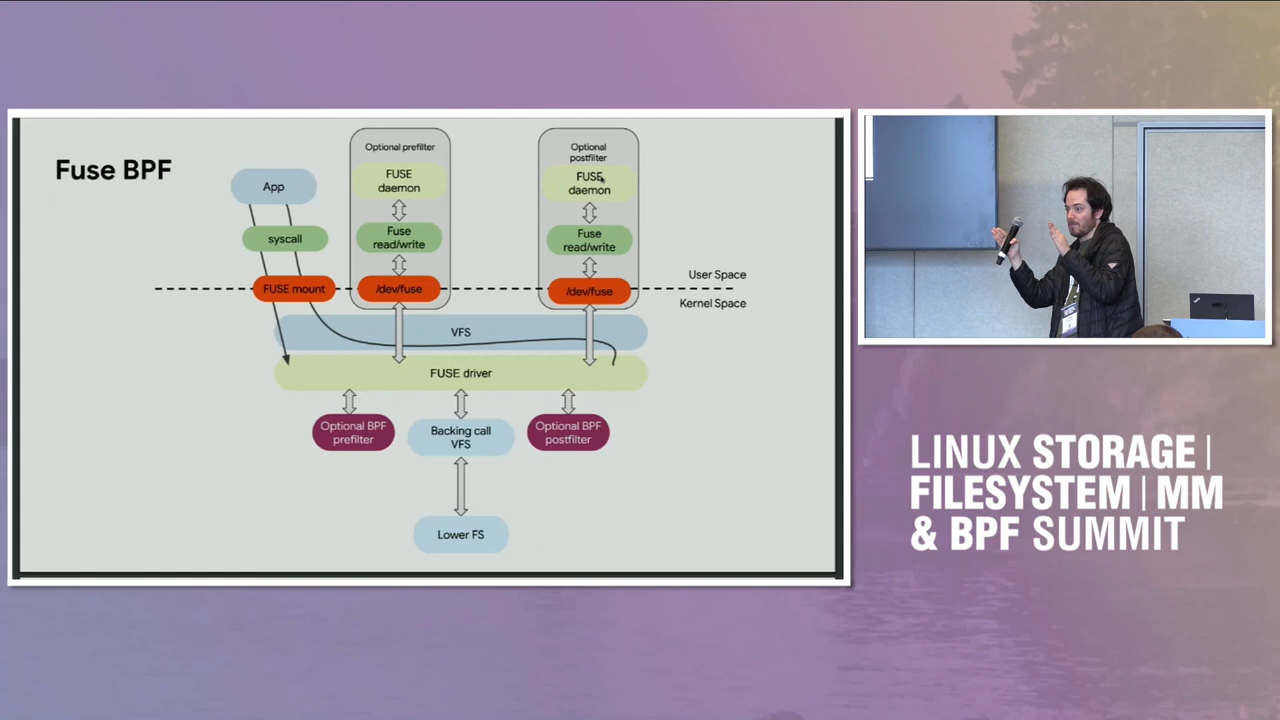 Fuse BPF
App
syscall
FUSE mount
Optional prefilter
FUSE
daemon
Fuse
read/write
/dev/fuse
Optional
postfilter
FUSE
daemon
Fuse
read/write
/dev/fuse
User Space
Kernel Space
VFS
FUSE driver
Optional BPF
prefilter
Backing call
VFS
Optional BPF
postfilter
Lower FS
LINUX STORAGE |
FILESYSTEM | MM
& BPF SUMMIT